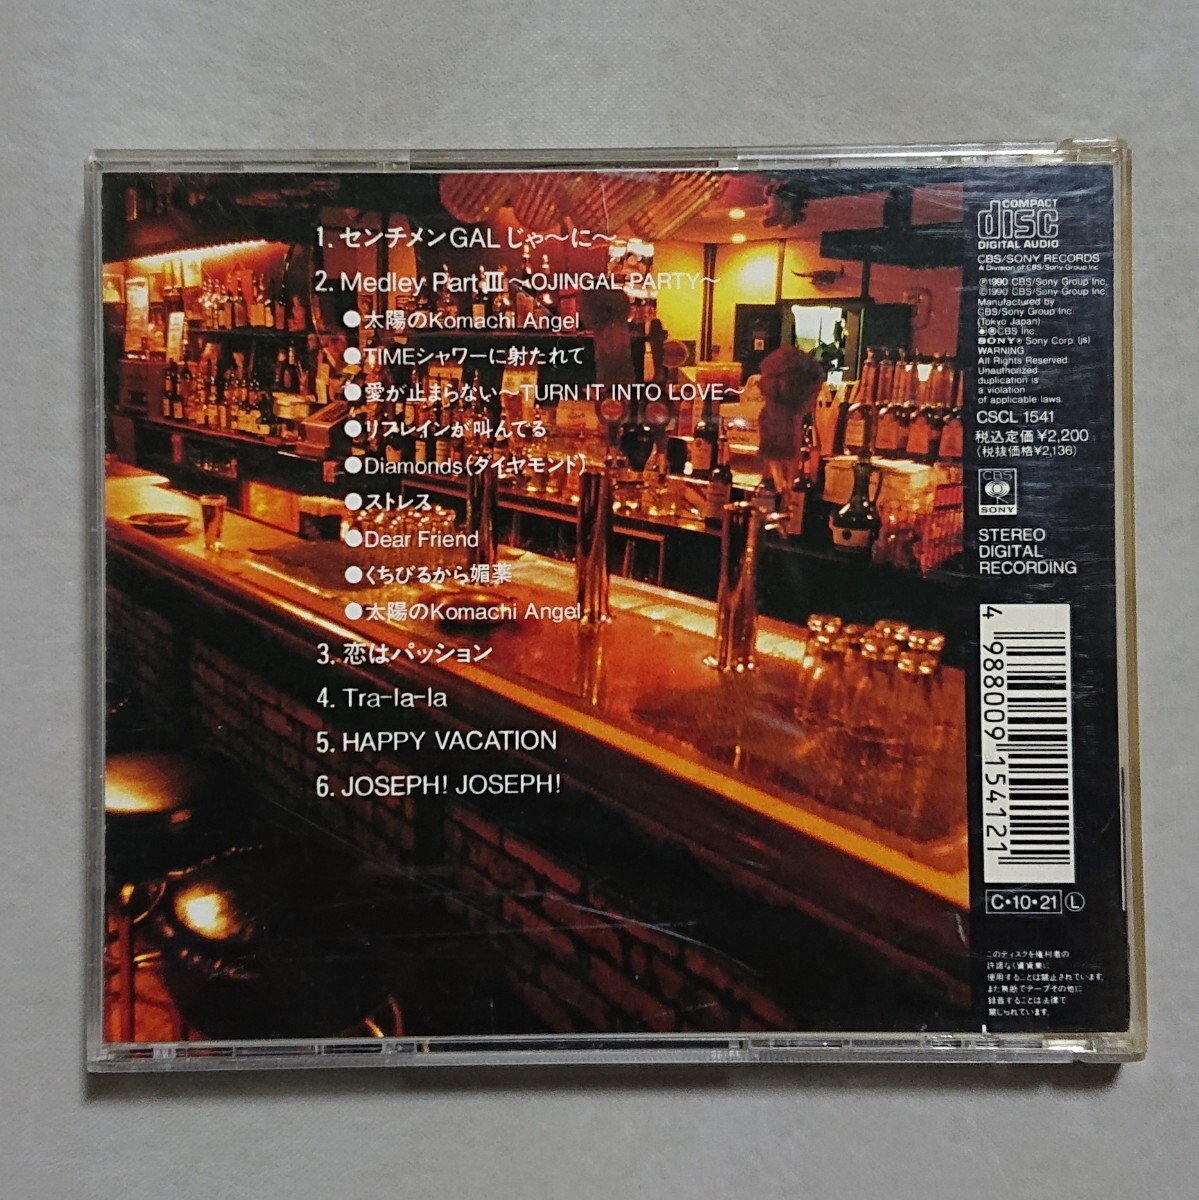 1. センチメンGALじゃ〜に〜
2. Medley Part Ⅲ 〜OJINGAL PARTY〜
●太陽のKomachi Angel
●TIMEシャワーに射たれて
●愛が止まらない〜TURN IT INTO LOVE〜
●リフレインが叫んでる
●Diamonds(ダイヤモンド)
●ストレス
●Dear Friend
●くちびるから媚薬
●太陽のKomachi Angel
3. 恋はパッション
4. Tra-la-la
5. HAPPY VACATION
6. JOSEPH! JOSEPH!
COMPACT
disc
DIGITAL AUDIO
CBS/SONY RECORDS
A Division of CBS/Sony Group Inc.
Ⓟ1990 CBS/Sony Group Inc.
Ⓒ1990 CBS/Sony Group Inc.
Manufactured by
CBS/Sony Group Inc.
(Tokyo Japan)
®CBS Inc.
SONY® Sony Corp. (js)
WARNING
All Rights Reserved.
Unauthorized
duplication is
a violation
of applicable laws.
CSCL 1541
税込定価¥2,200
(税抜価格¥2,136)
CBS
SONY
STEREO
DIGITAL
RECORDING
4 988009 154121
C・10・21 Ⓛ
このディスクを権利者の
許諾なく賃貸業に
使用することは禁止されています。
また無断でテープその他に
録音することは法律で
禁じられています。